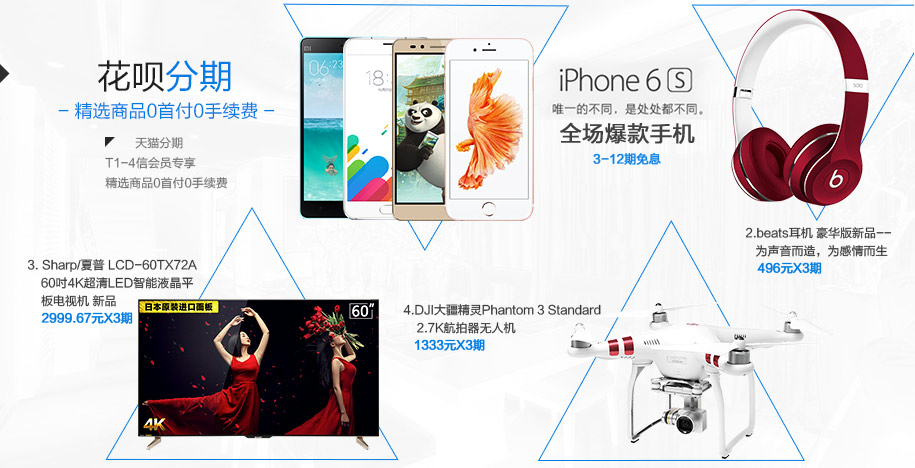 花呗分期
– 精选商品0首付0手续费 –
天猫分期
T1-4信会员专享
精选商品0首付0手续费
mi
06:23
18:
iPhone 6 S
唯一的不同，是处处都不同。
全场爆款手机
3-12期免息
solo
b
2.beats耳机 豪华版新品--
为声音而造，为感情而生
496元X3期
3. Sharp/夏普 LCD-60TX72A
60吋4K超清LED智能液晶平
板电视机 新品
2999.67元X3期
日本原装进口面板
60"
4K
4.DJI大疆精灵Phantom 3 Standard
2.7K航拍器无人机
1333元X3期